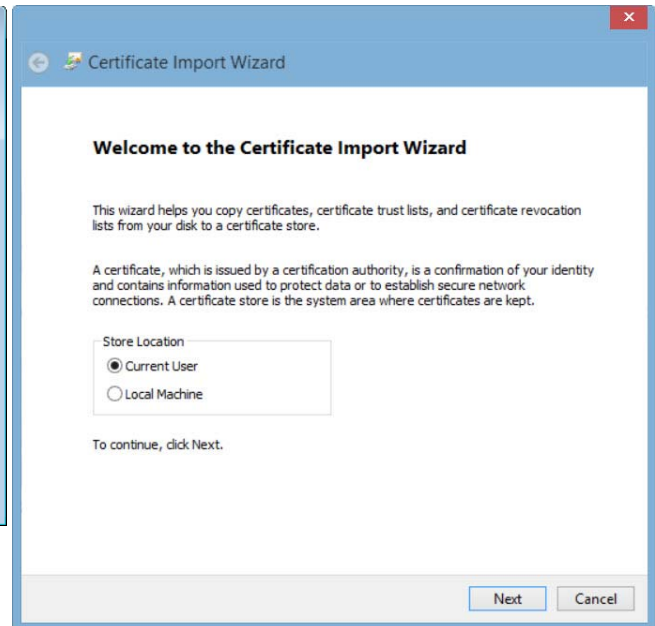 Certificate Import Wizard
Welcome to the Certificate Import Wizard
This wizard helps you copy certificates, certificate trust lists, and certificate revocation
lists from your disk to a certificate store.
A certificate, which is issued by a certification authority, is a confirmation of your identity
and contains information used to protect data or to establish secure network
connections. A certificate store is the system area where certificates are kept.
Store Location
Current User
Local Machine
To continue, click Next.
Next Cancel